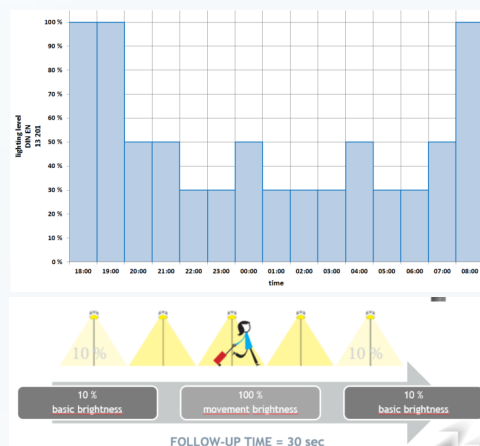 100 %
90 %
80 %
70 %
60 %
50 %
40 %
30 %
20 %
10 %
0 %
lighting level
DIN EN
13 201
18:00 19:00 20:00 21:00 22:00 23:00 00:00 01:00 02:00 03:00 04:00 05:00 06:00 07:00 08:00
time
10 % 10 %
10 % 100 % 10 %
basic brightness movement brightness basic brightness
FOLLOW-UP TIME = 30 sec